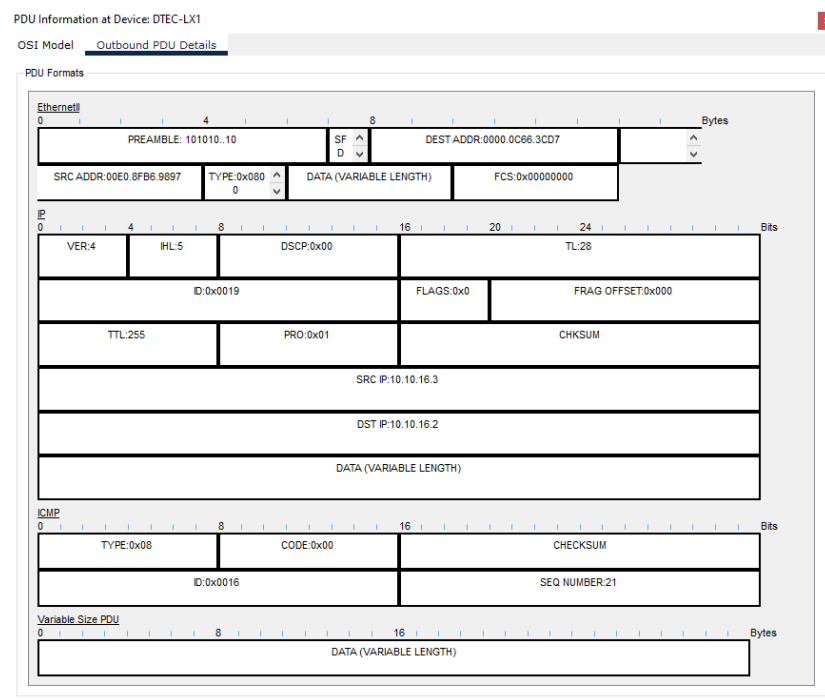 PDU Information at Device: DTEC-LX1
OSI Model Outbound PDU Details
PDU Formats
EthernetII
0 4 8 Bytes
PREAMBLE: 101010..10 SF D DEST ADDR:0000.0C66.3CD7
SRC ADDR:00E0.8FB6.9897 TYPE:0x080 0 DATA (VARIABLE LENGTH) FCS:0x00000000
IP
0 4 8 16 20 24 Bits
VER:4 IHL:5 DSCP:0x00 TL:28
ID:0x0019 FLAGS:0x0 FRAG OFFSET:0x000
TTL:255 PRO:0x01 CHKSUM
SRC IP:10.10.16.3
DST IP:10.10.16.2
DATA (VARIABLE LENGTH)
ICMP
0 8 16 Bits
TYPE:0x08 CODE:0x00 CHECKSUM
ID:0x0016 SEQ NUMBER:21
Variable Size PDU
0 8 16 Bytes
DATA (VARIABLE LENGTH)